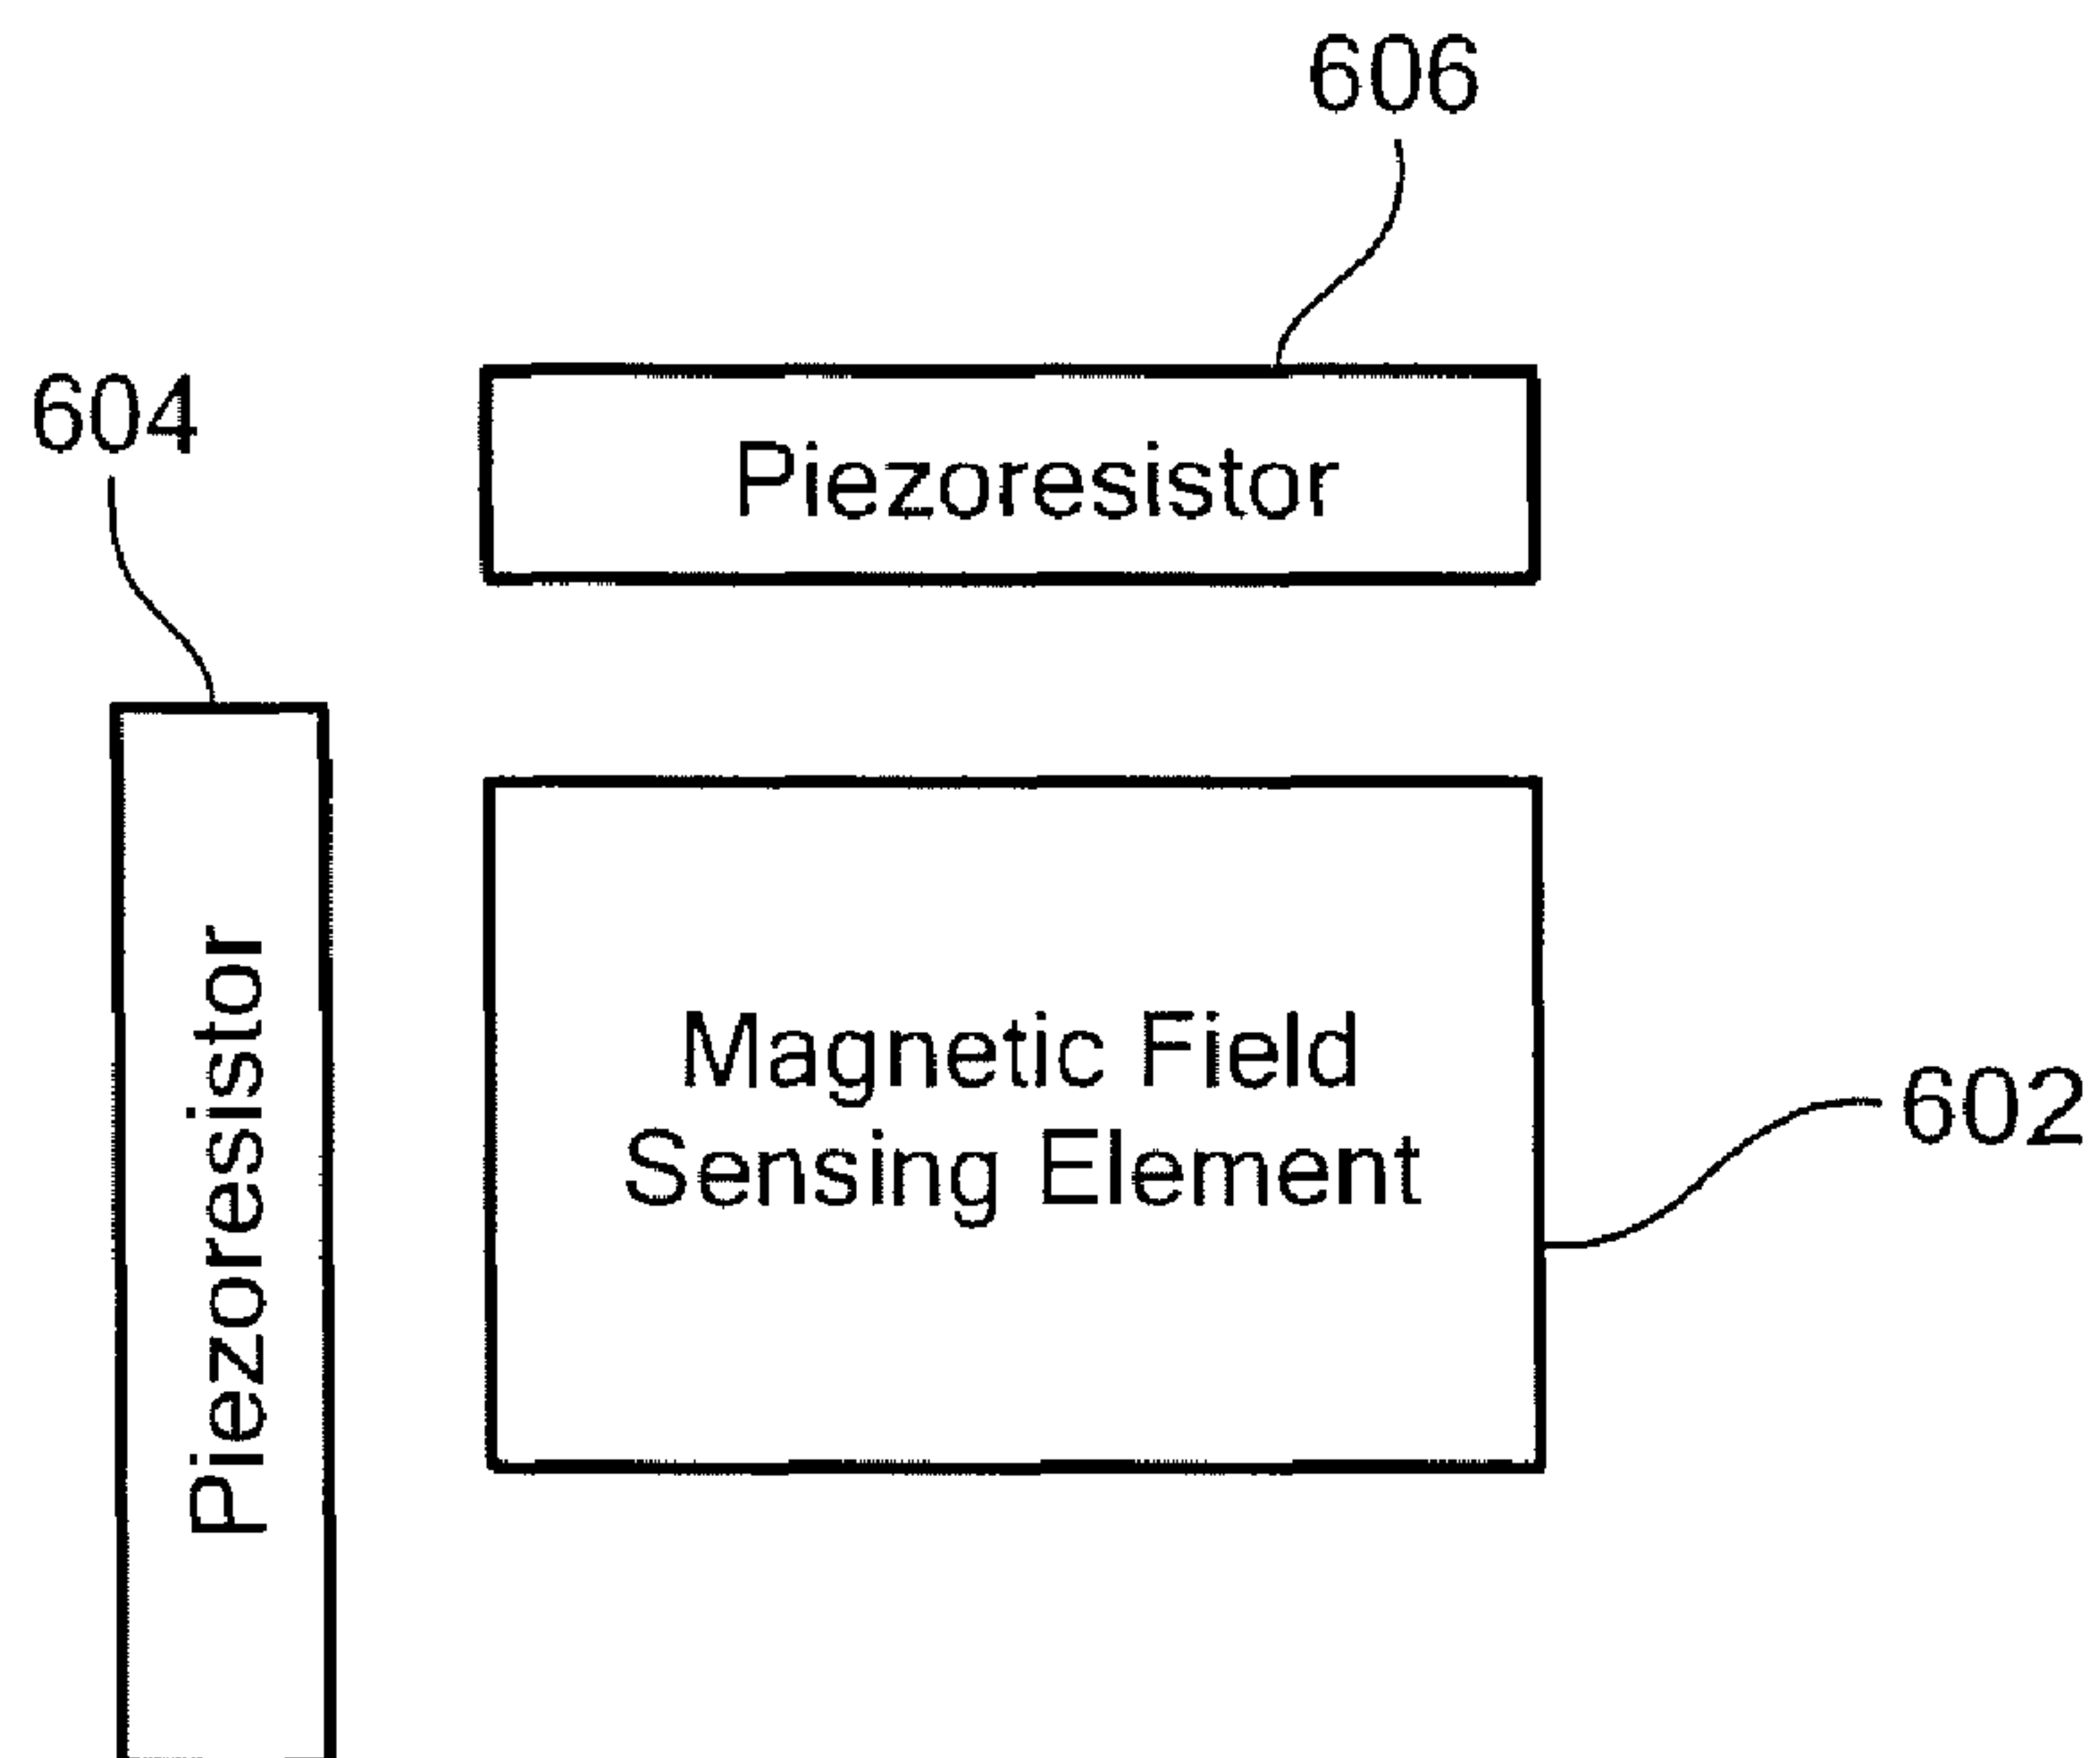 606
604
Piezoresistor
Piezoresistor
Magnetic Field
Sensing Element
602